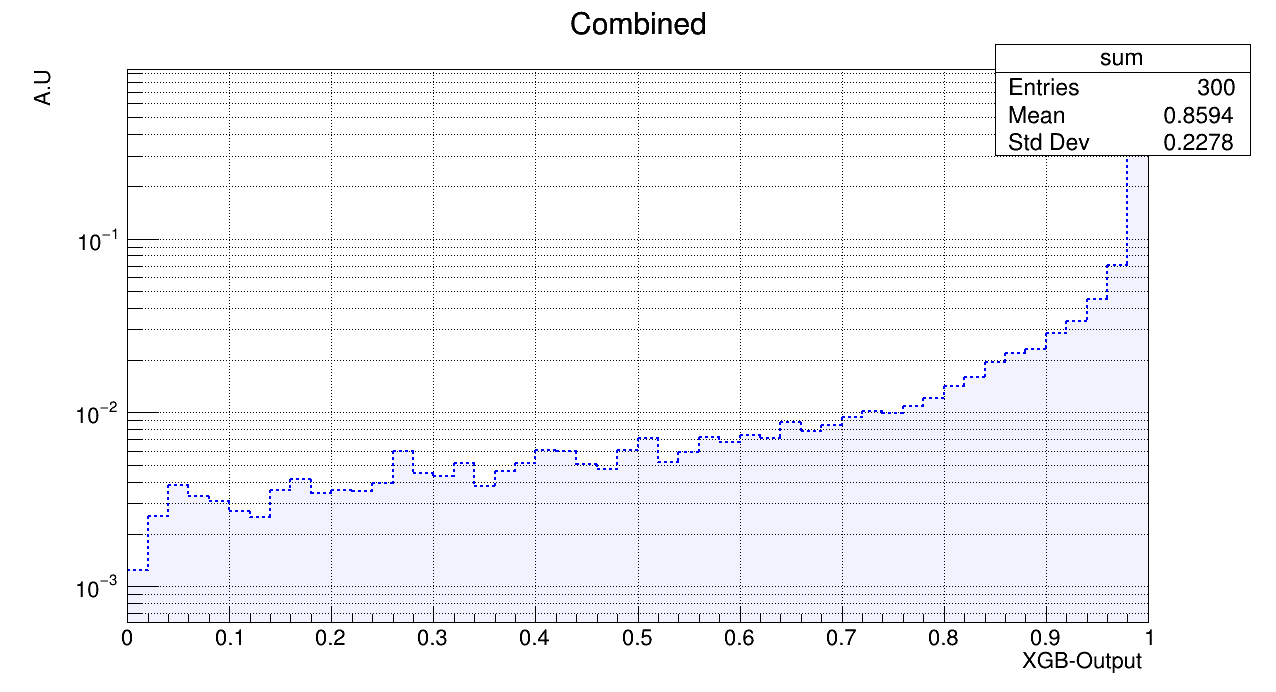 Combined
A.U
sum
Entries 300
Mean 0.8594
Std Dev 0.2278
10⁻¹
10⁻²
10⁻³
0 0.1 0.2 0.3 0.4 0.5 0.6 0.7 0.8 0.9 1
XGB-Output